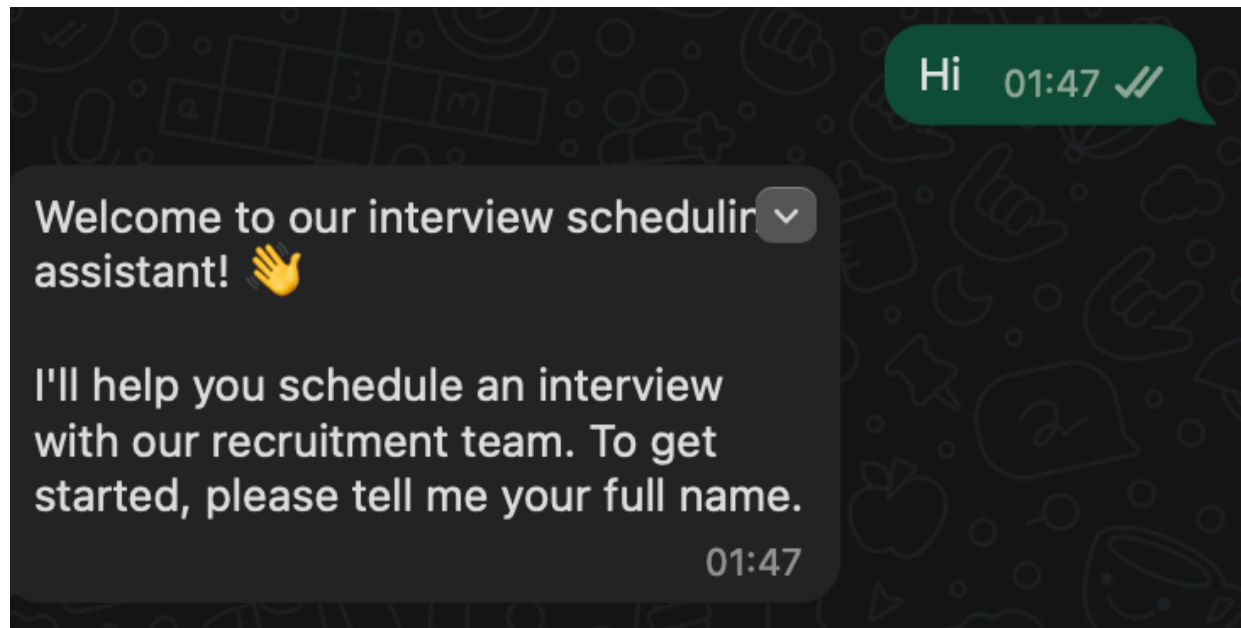 Hi 01:47
Welcome to our interview schedulin
assistant! 👋
I'll help you schedule an interview
with our recruitment team. To get
started, please tell me your full name.
01:47